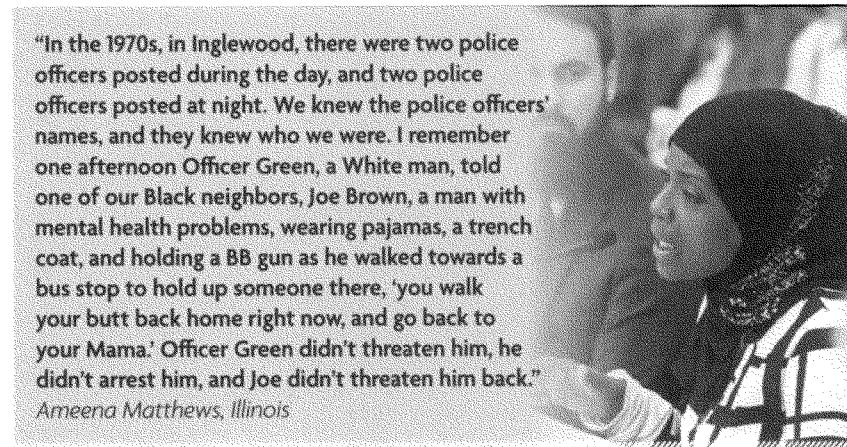 “In the 1970s, in Inglewood, there were two police
officers posted during the day, and two police
officers posted at night. We knew the police officers’
names, and they knew who we were. I remember
one afternoon Officer Green, a White man, told
one of our Black neighbors, Joe Brown, a man with
mental health problems, wearing pajamas, a trench
coat, and holding a BB gun as he walked towards a
bus stop to hold up someone there, ‘you walk
your butt back home right now, and go back to
your Mama.’ Officer Green didn’t threaten him, he
didn’t arrest him, and Joe didn’t threaten him back.”
Ameena Matthews, Illinois